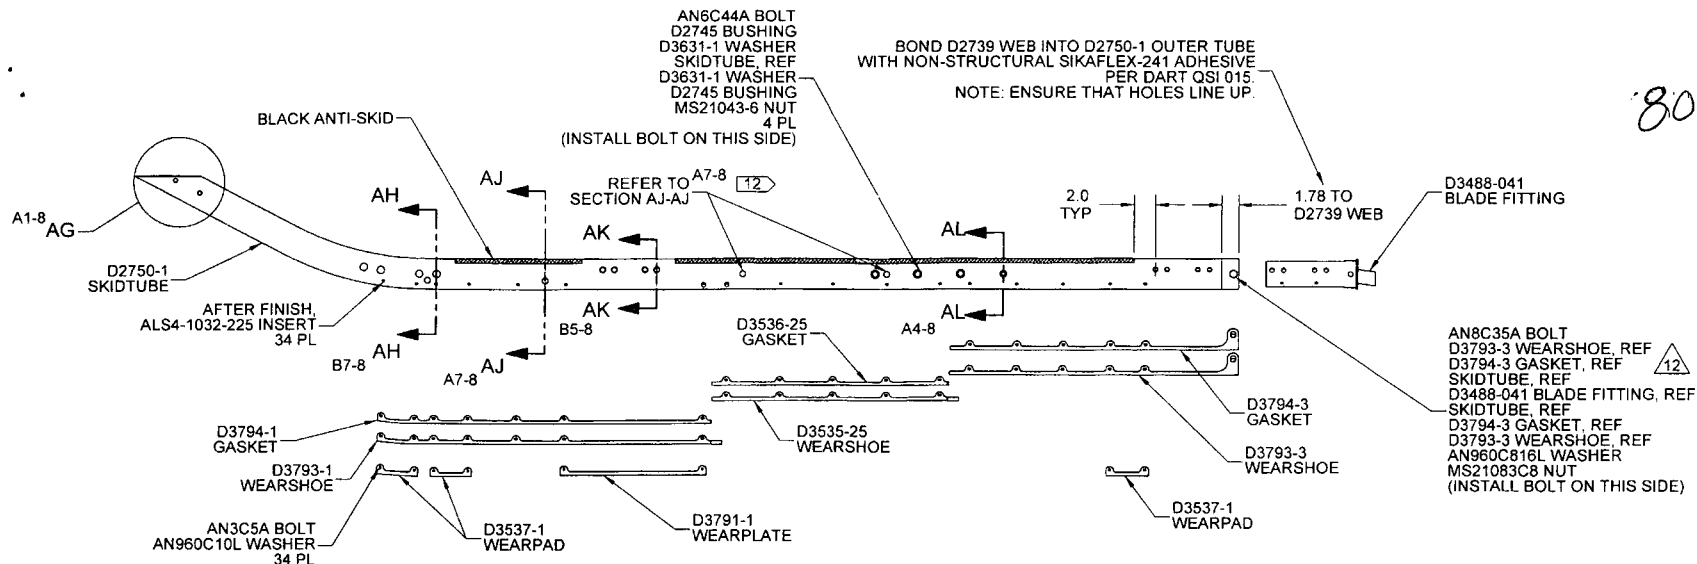 AN6C44A BOLT
D2745 BUSHING
D3631-1 WASHER
SKIDTUBE, REF
D3631-1 WASHER
D2745 BUSHING
MS21043-6 NUT
4 PL
(INSTALL BOLT ON THIS SIDE)
BOND D2739 WEB INTO D2750-1 OUTER TUBE
WITH NON-STRUCTURAL SIKAFLEX-241 ADHESIVE
PER DART QSI 015.
NOTE: ENSURE THAT HOLES LINE UP.
80
BLACK ANTI-SKID
A1-8 AG
D2750-1
SKIDTUBE
AFTER FINISH,
ALS4-1032-225 INSERT
34 PL
AH
AH
B7-8
AJ
AJ
A7-8
REFER TO A7-8 12
SECTION AJ-AJ
AK
AK
B5-8
AL
AL
A4-8
2.0
TYP
1.78 TO
D2739 WEB
D3488-041
BLADE FITTING
AN8C35A BOLT
D3793-3 WEARSHOE, REF
D3794-3 GASKET, REF 12
SKIDTUBE, REF
D3488-041 BLADE FITTING, REF
SKIDTUBE, REF
D3794-3 GASKET, REF
D3793-3 WEARSHOE, REF
AN960C816L WASHER
MS21083C8 NUT
(INSTALL BOLT ON THIS SIDE)
D3536-25
GASKET
D3794-3
GASKET
D3535-25
WEARSHOE
D3793-3
WEARSHOE
D3794-1
GASKET
D3793-1
WEARSHOE
AN3C5A BOLT
AN960C10L WASHER
34 PL
D3537-1
WEARPAD
D3791-1
WEARPLATE
D3537-1
WEARPAD